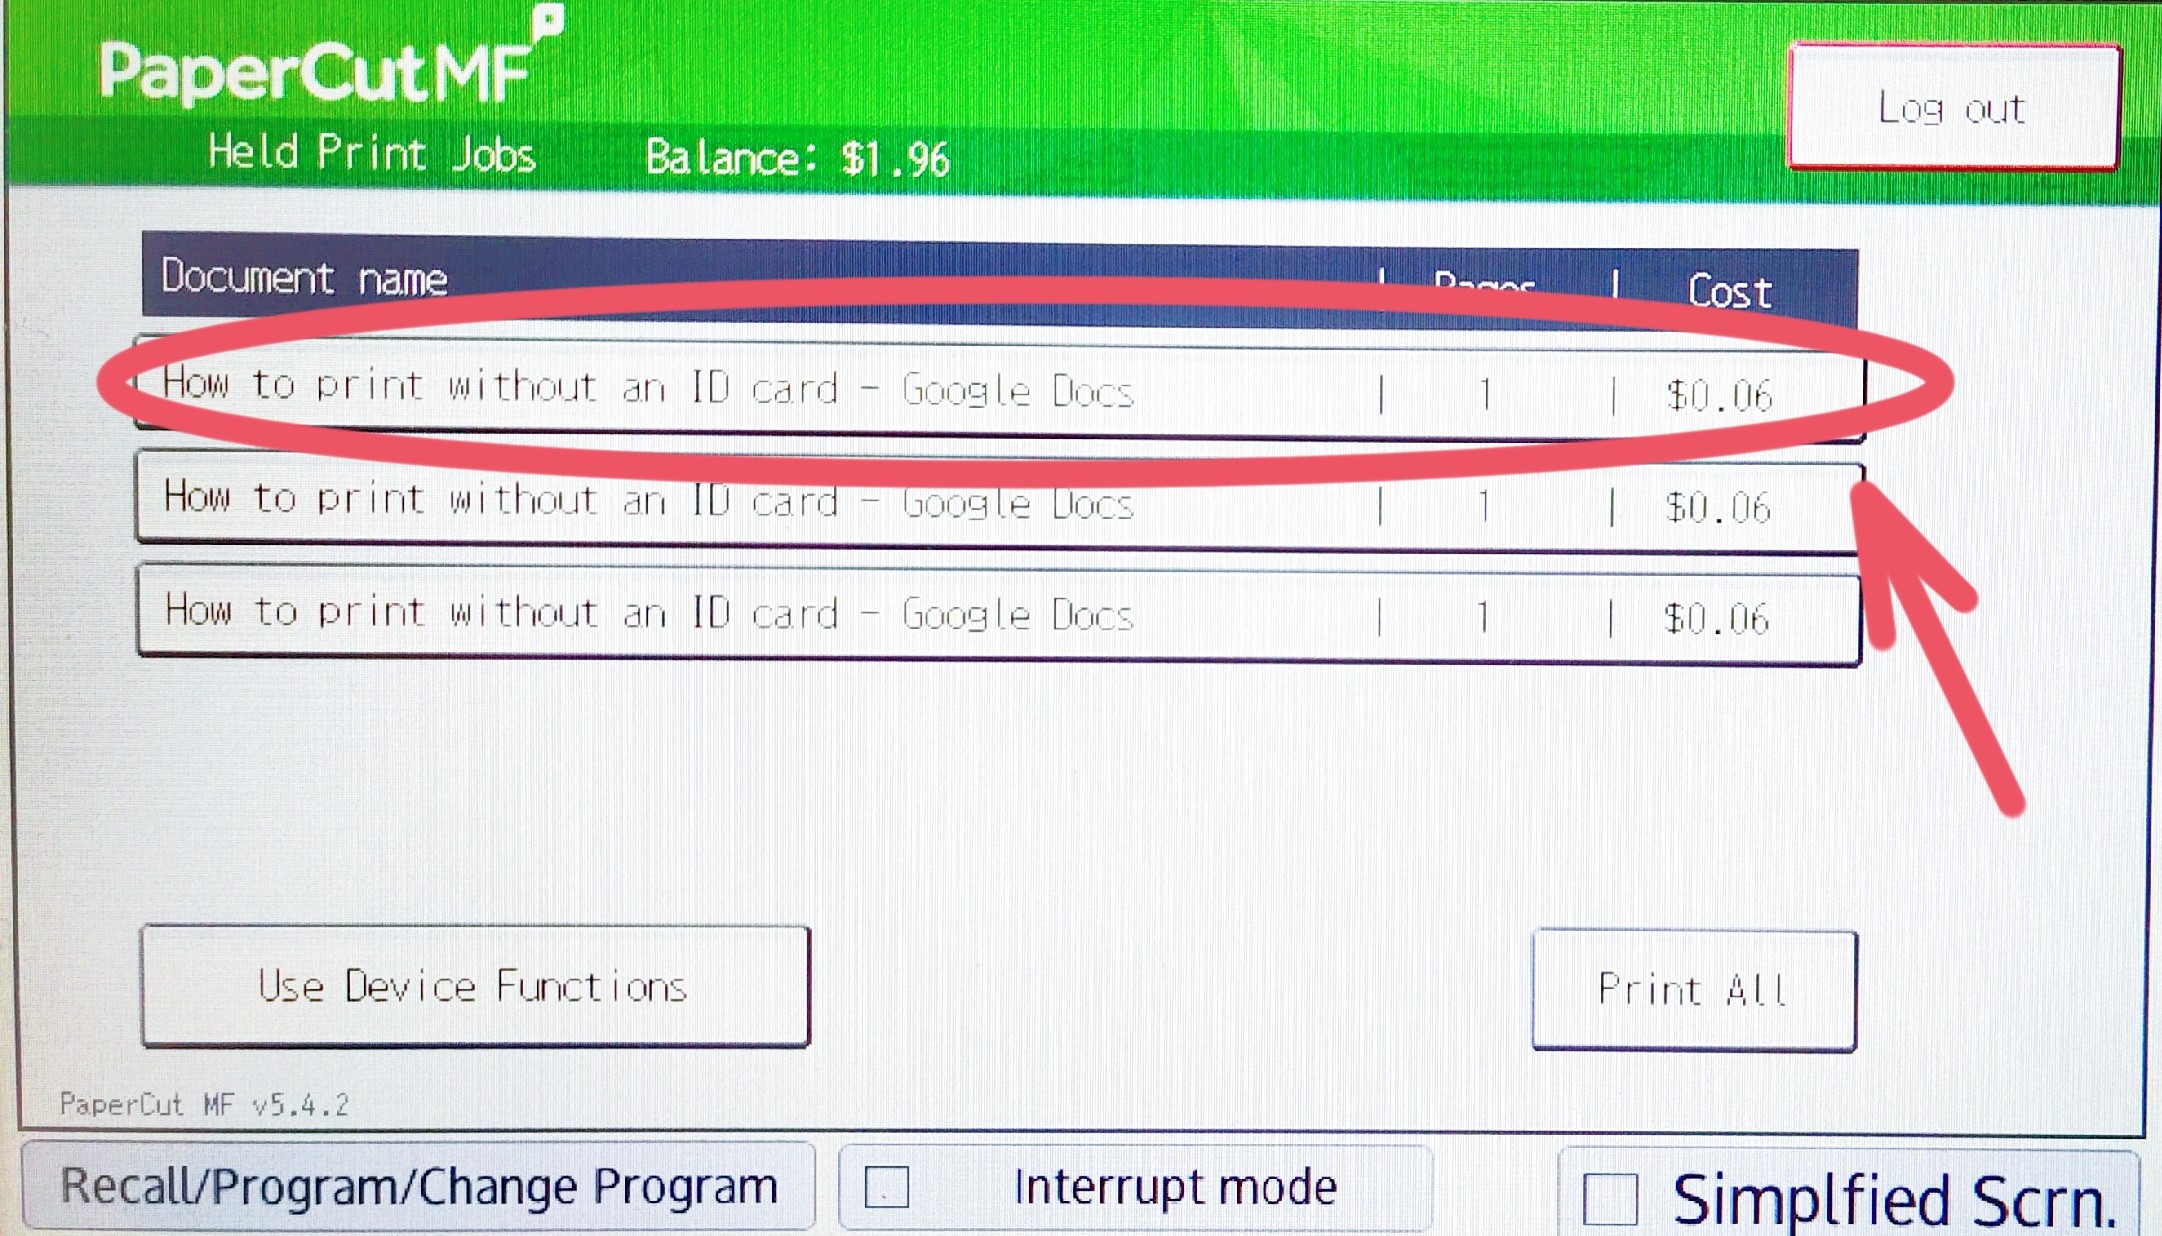 PaperCut MF
Log out
Held Print Jobs Balance: $1.96
Document name | Pages | Cost
How to print without an ID card – Google Docs | 1 | $0.06
How to print without an ID card – Google Docs | 1 | $0.06
How to print without an ID card – Google Docs | 1 | $0.06
Use Device Functions Print All
PaperCut MF v5.4.2
Recall/Program/Change Program Interrupt mode Simplfied Scrn.